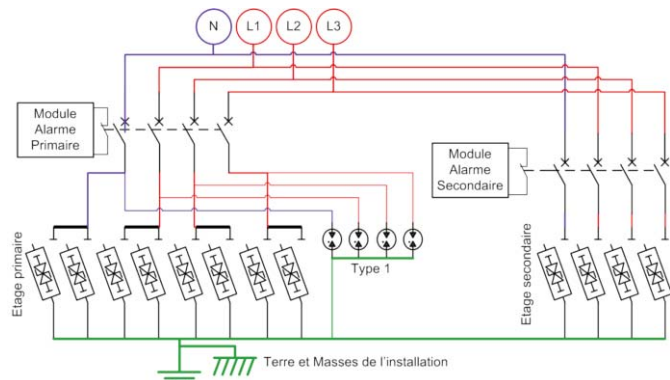 N L1 L2 L3
Module
Alarme
Primaire
Module
Alarme
Secondaire
Etage primaire
Type 1
Etage secondaire
Terre et Masses de l'installation